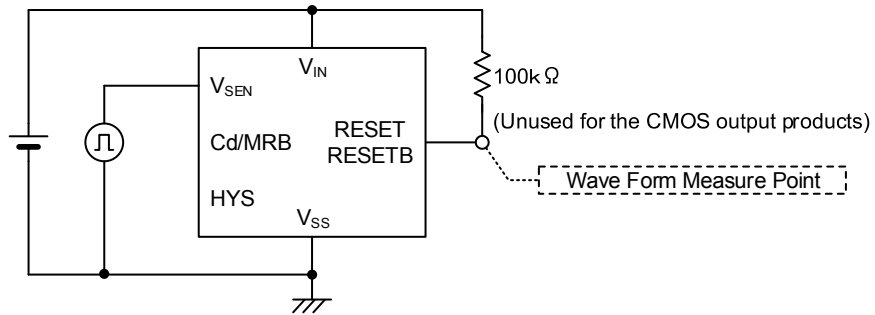 V_IN
100kΩ
V_SEN
(Unused for the CMOS output products)
Cd/MRB
RESET
RESETB
Wave Form Measure Point
HYS
V_SS